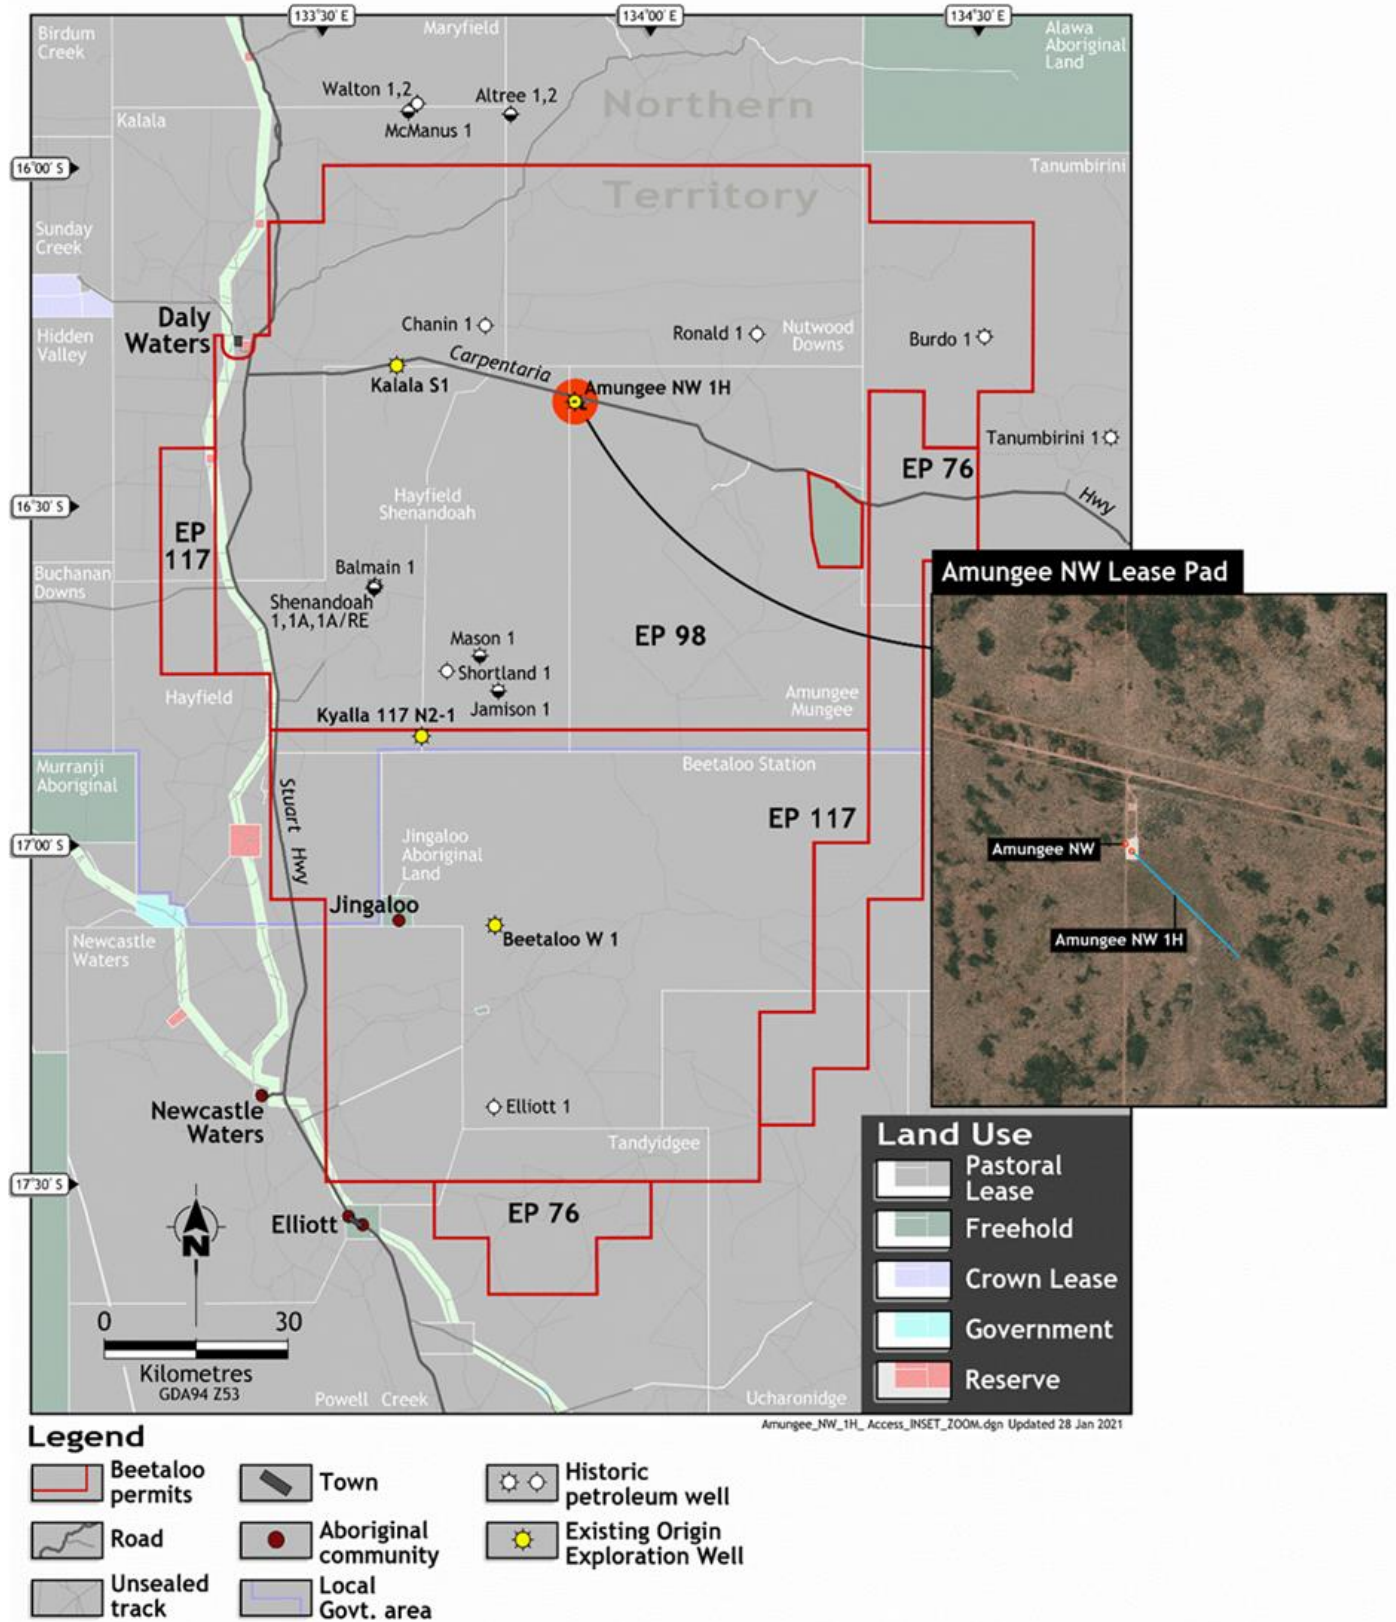 133°30' E
134°00' E
134°30' E
Birdum
Creek
Maryfield
Alawa
Aboriginal
Land
Walton 1,2
Altree 1,2
McManus 1
Kalala
Northern
Territory
16°00' S
Tanumbirini
Sunday
Creek
Daly
Waters
Hidden
Valley
Chanin 1
Ronald 1
Nutwood
Downs
Burdo 1
Carpentaria
Kalala S1
Amungee NW 1H
Tanumbirini 1
EP 76
Hwy
16°30' S
Hayfield
Shenandoah
EP
117
Buchanan
Downs
Balmain 1
Shenandoah
1,1A,1A/RE
Amungee NW Lease Pad
EP 98
Mason 1
Shortland 1
Jamison 1
Hayfield
Amungee
Mungee
Kyalla 117 N2-1
Murranji
Aboriginal
Beetaloo Station
Stuart Hwy
EP 117
17°00' S
Jingaloo
Aboriginal
Land
Amungee NW
Jingaloo
Amungee NW 1H
Newcastle
Waters
Beetaloo W 1
Newcastle
Waters
Elliott 1
Tandyidgee
17°30' S
Elliott
EP 76
N
0 30
Kilometres
GDA94 Z53
Powell Creek
Ucharonidge
Land Use
Pastoral
Lease
Freehold
Crown Lease
Government
Reserve
Amungee_NW_1H_ Access_INSET_ZOOM.dgn Updated 28 Jan 2021
Legend
Beetaloo
permits
Town
Historic
petroleum well
Road
Aboriginal
community
Existing Origin
Exploration Well
Unsealed
track
Local
Govt. area